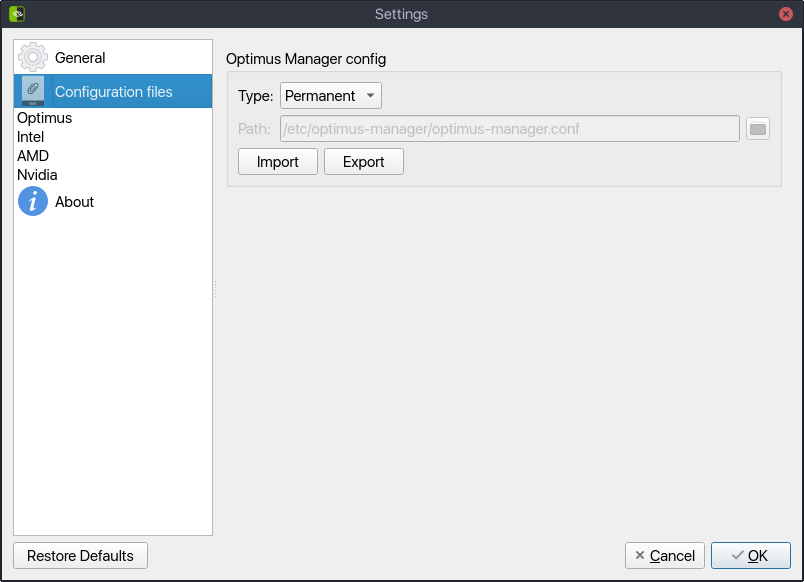 Settings
General
Configuration files
Optimus
Intel
AMD
Nvidia
About
Optimus Manager config
Type: Permanent
Path: /etc/optimus-manager/optimus-manager.conf
Import Export
Restore Defaults
Cancel OK